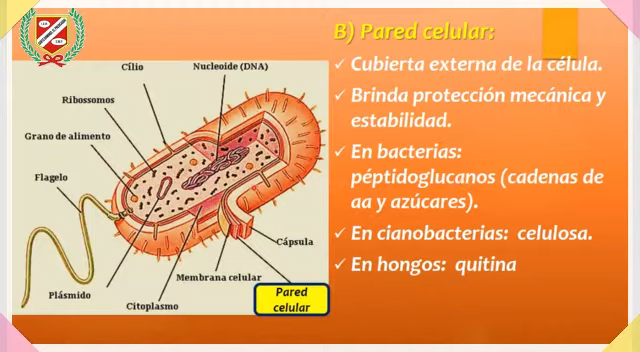 B) Pared celular:
✓ Cubierta externa de la célula.
✓ Brinda protección mecánica y
estabilidad.
✓ En bacterias:
péptidoglucanos (cadenas de
aa y azúcares).
✓ En cianobacterias: celulosa.
✓ En hongos: quitina
Cílio
Nucleoide (DNA)
Ribossomos
Grano de alimento
Flagelo
Cápsula
Membrana celular
Plásmido
Citoplasmo
Pared
celular